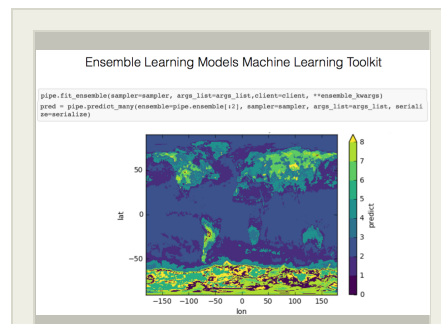 Ensemble Learning Models Machine Learning Toolkit
pipe.fit_ensemble(sampler=sampler, args_list=args_list,client=client, **ensemble_kwargs)
pred = pipe.predict_many(ensemble=pipe.ensemble[:2], sampler=sampler, args_list=args_list, seriali
ze=serialize)
8
7
6
5
4
3
2
1
0
predict
50
0
−50
lat
−150 −100 −50 0 50 100 150
lon